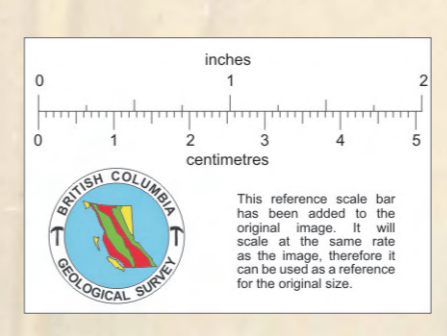 inches
0 1 2
0 1 2 3 4 5
centimetres
BRITISH COLUMBIA
GEOLOGICAL SURVEY
This reference scale bar
has been added to the
original image. It will
scale at the same rate
as the image, therefore it
can be used as a reference
for the original size.